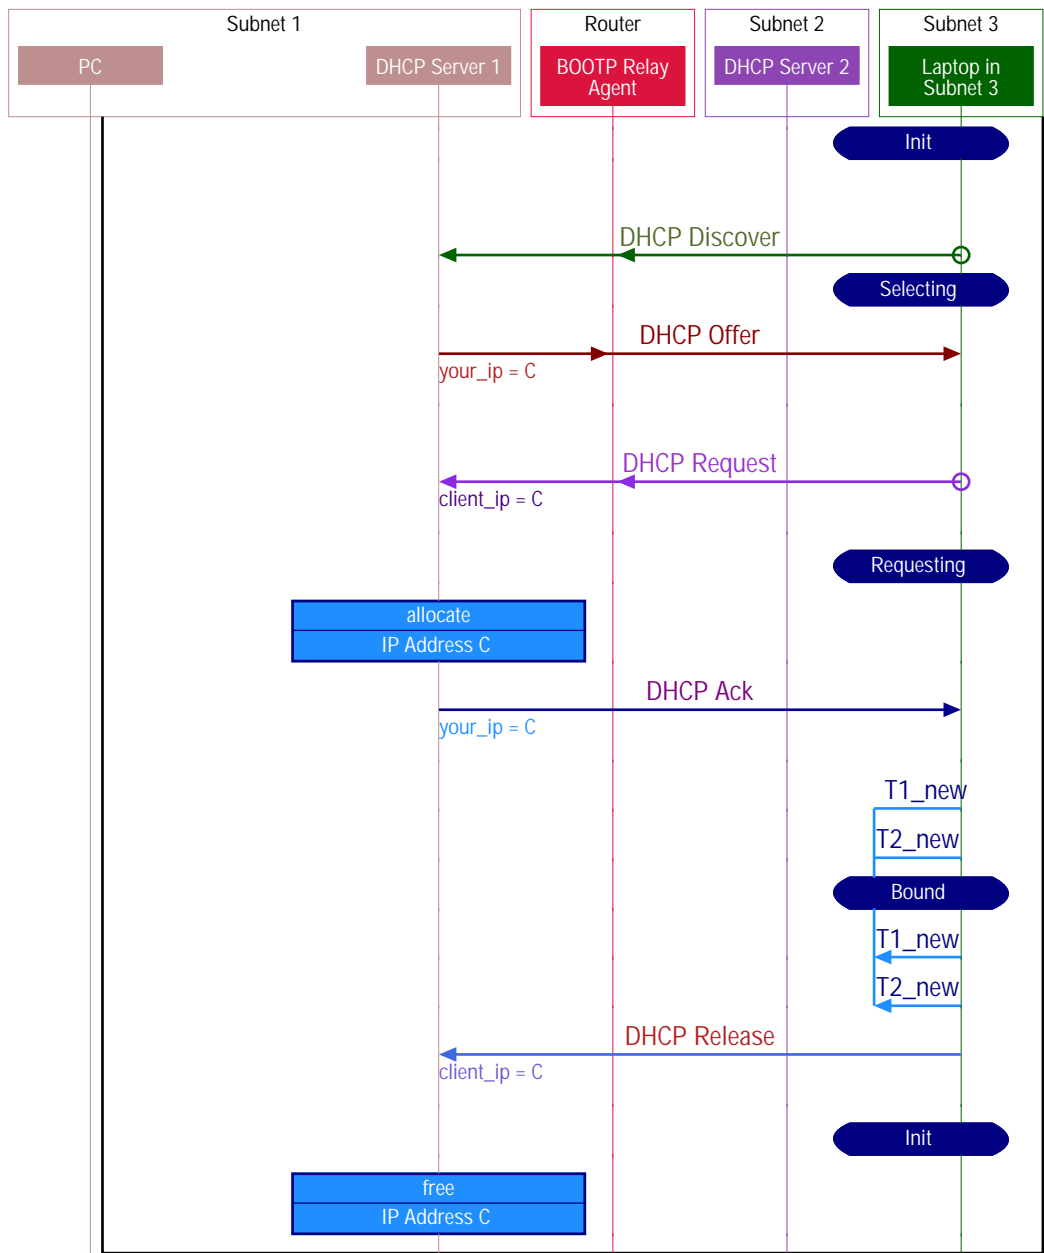 Subnet 1
Router
Subnet 2
Subnet 3
PC
DHCP Server 1
BOOTP Relay
Agent
DHCP Server 2
Laptop in
Subnet 3
Init
DHCP Discover
Selecting
DHCP Offer
your_ip = C
DHCP Request
client_ip = C
Requesting
allocate
IP Address C
DHCP Ack
your_ip = C
T1_new
T2_new
Bound
T1_new
T2_new
DHCP Release
client_ip = C
Init
free
IP Address C